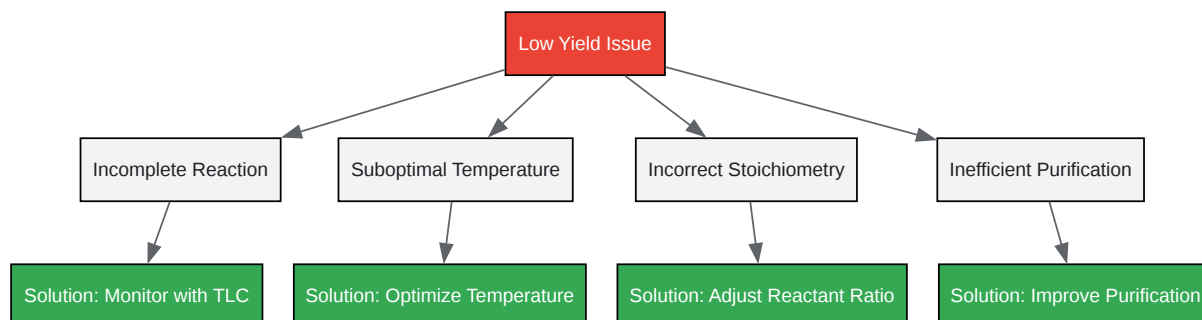 Low Yield Issue
Incomplete Reaction
Suboptimal Temperature
Incorrect Stoichiometry
Inefficient Purification
Solution: Monitor with TLC
Solution: Optimize Temperature
Solution: Adjust Reactant Ratio
Solution: Improve Purification